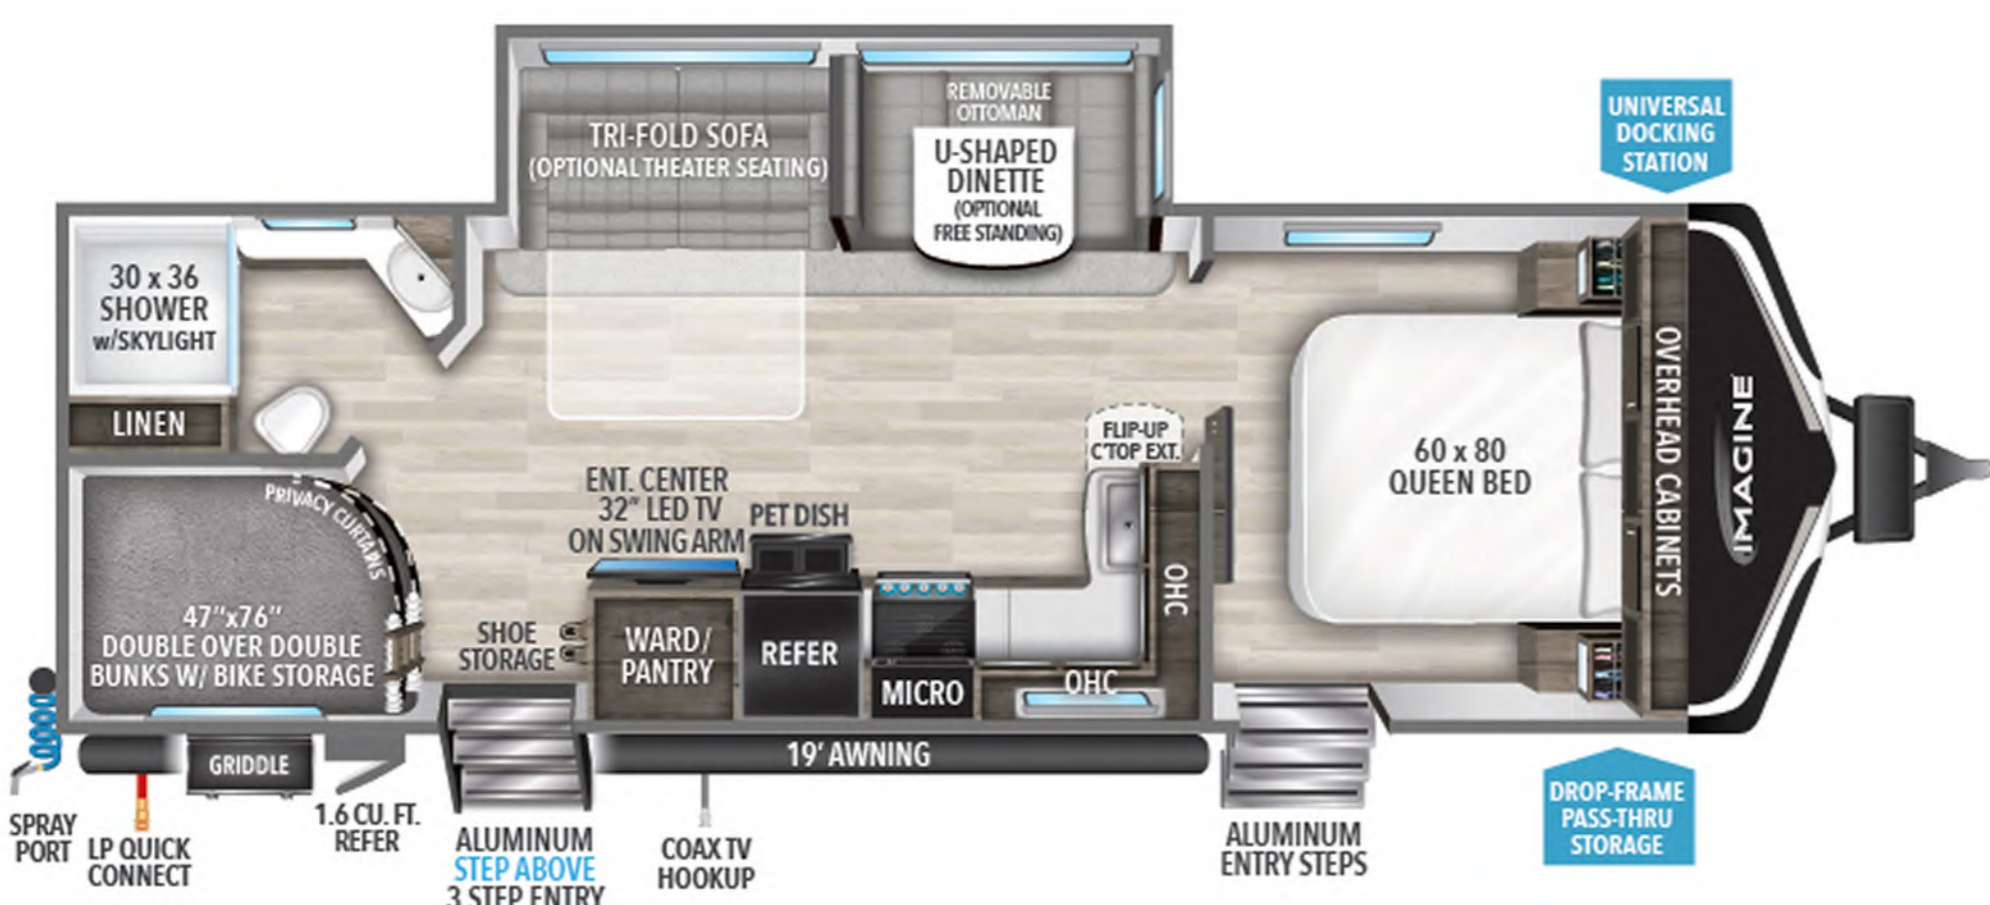 REMOVABLE
OTTOMAN
TRI-FOLD SOFA
(OPTIONAL THEATER SEATING)
U-SHAPED
DINETTE
(OPTIONAL
FREE STANDING)
UNIVERSAL
DOCKING
STATION
30 x 36
SHOWER
w/SKYLIGHT
LINEN
FLIP-UP
C'TOP EXT.
60 x 80
QUEEN BED
OVERHEAD CABINETS
IMAGINE
PRIVACY CURTAINS
ENT. CENTER
32" LED TV
ON SWING ARM
PET DISH
OHC
47"x76"
DOUBLE OVER DOUBLE
BUNKS W/ BIKE STORAGE
SHOE
STORAGE
WARD/
PANTRY
REFER
MICRO
OHC
GRIDDLE
19' AWNING
SPRAY
PORT
LP QUICK
CONNECT
1.6 CU. FT.
REFER
ALUMINUM
STEP ABOVE
3 STEP ENTRY
COAX TV
HOOKUP
ALUMINUM
ENTRY STEPS
DROP-FRAME
PASS-THRU
STORAGE